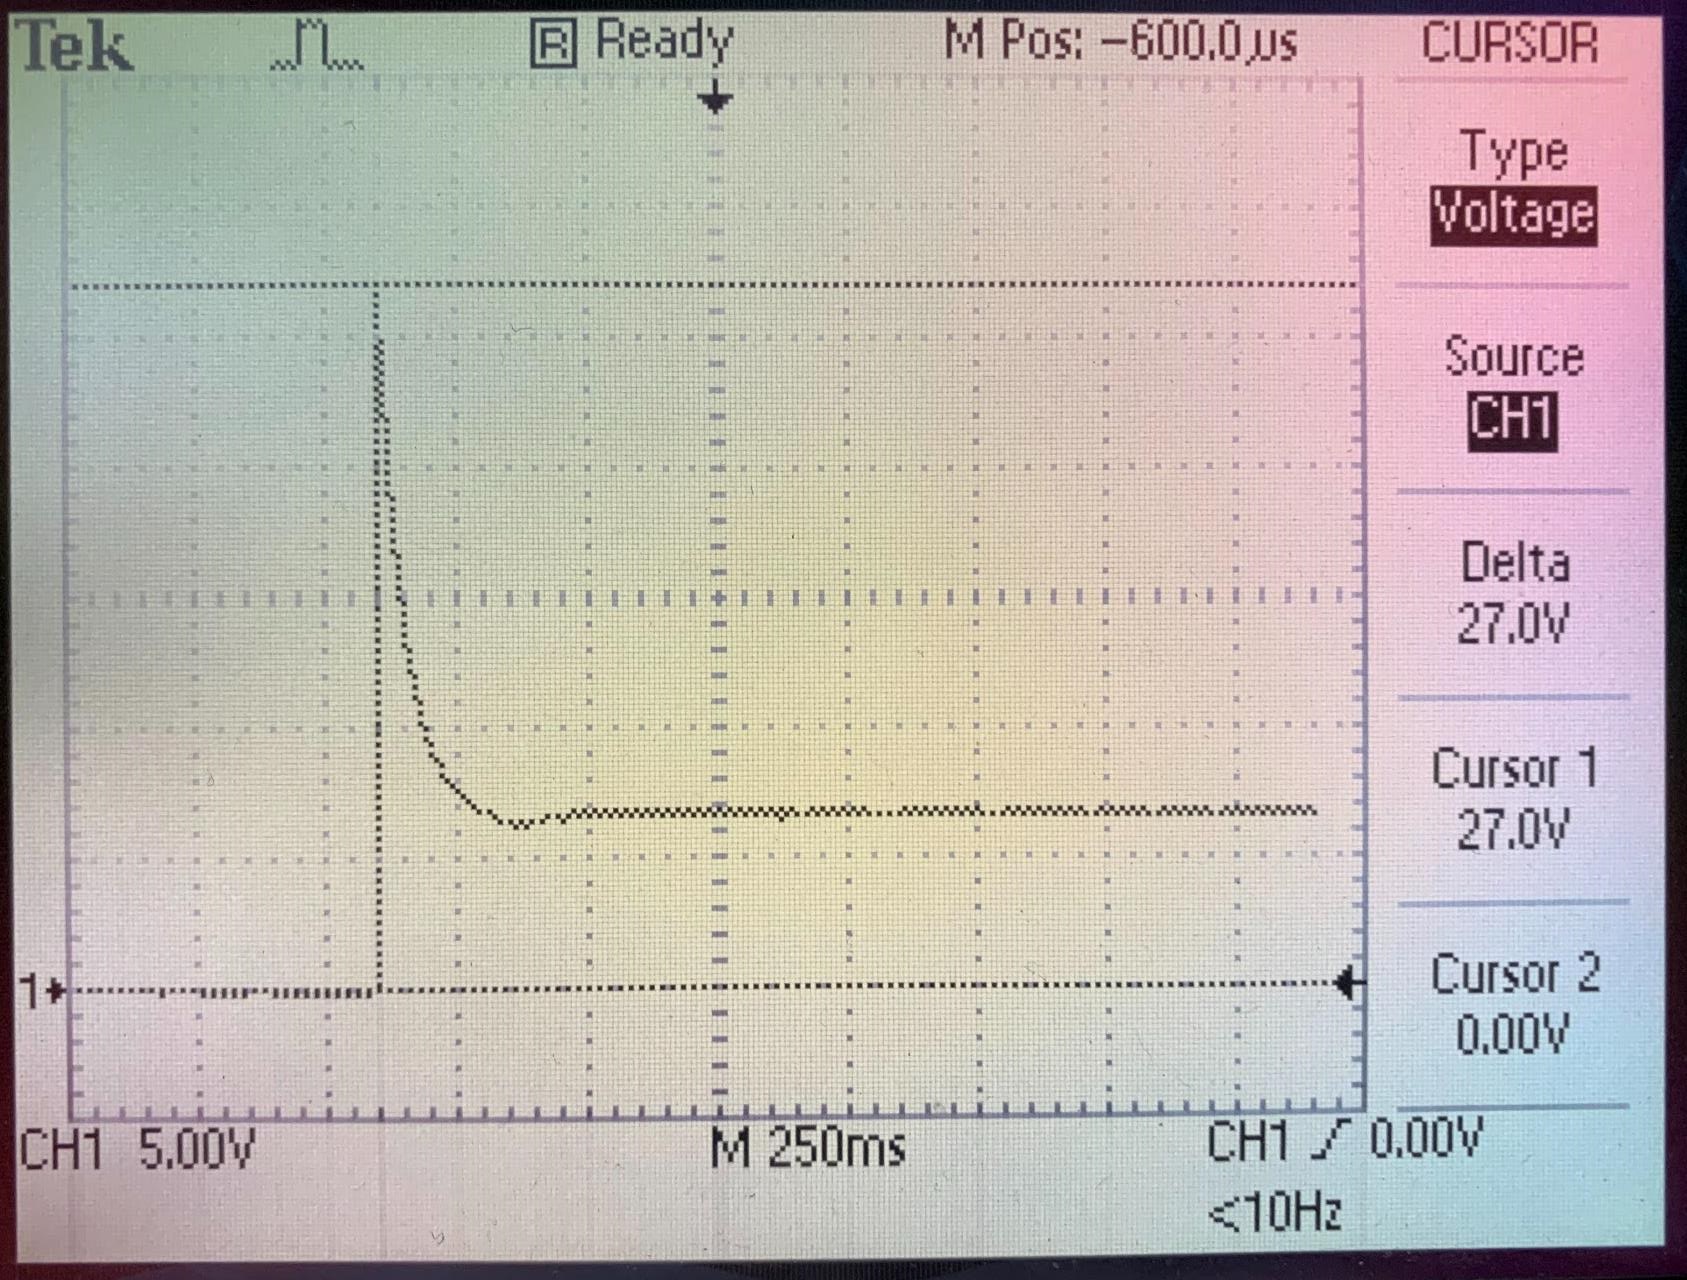 Tek R Ready M Pos: -600.0µs CURSOR
Type
Voltage
Source
CH1
Delta
27.0V
Cursor 1
27.0V
1
Cursor 2
0.00V
CH1 5.00V M 250ms CH1 0.00V
<10Hz